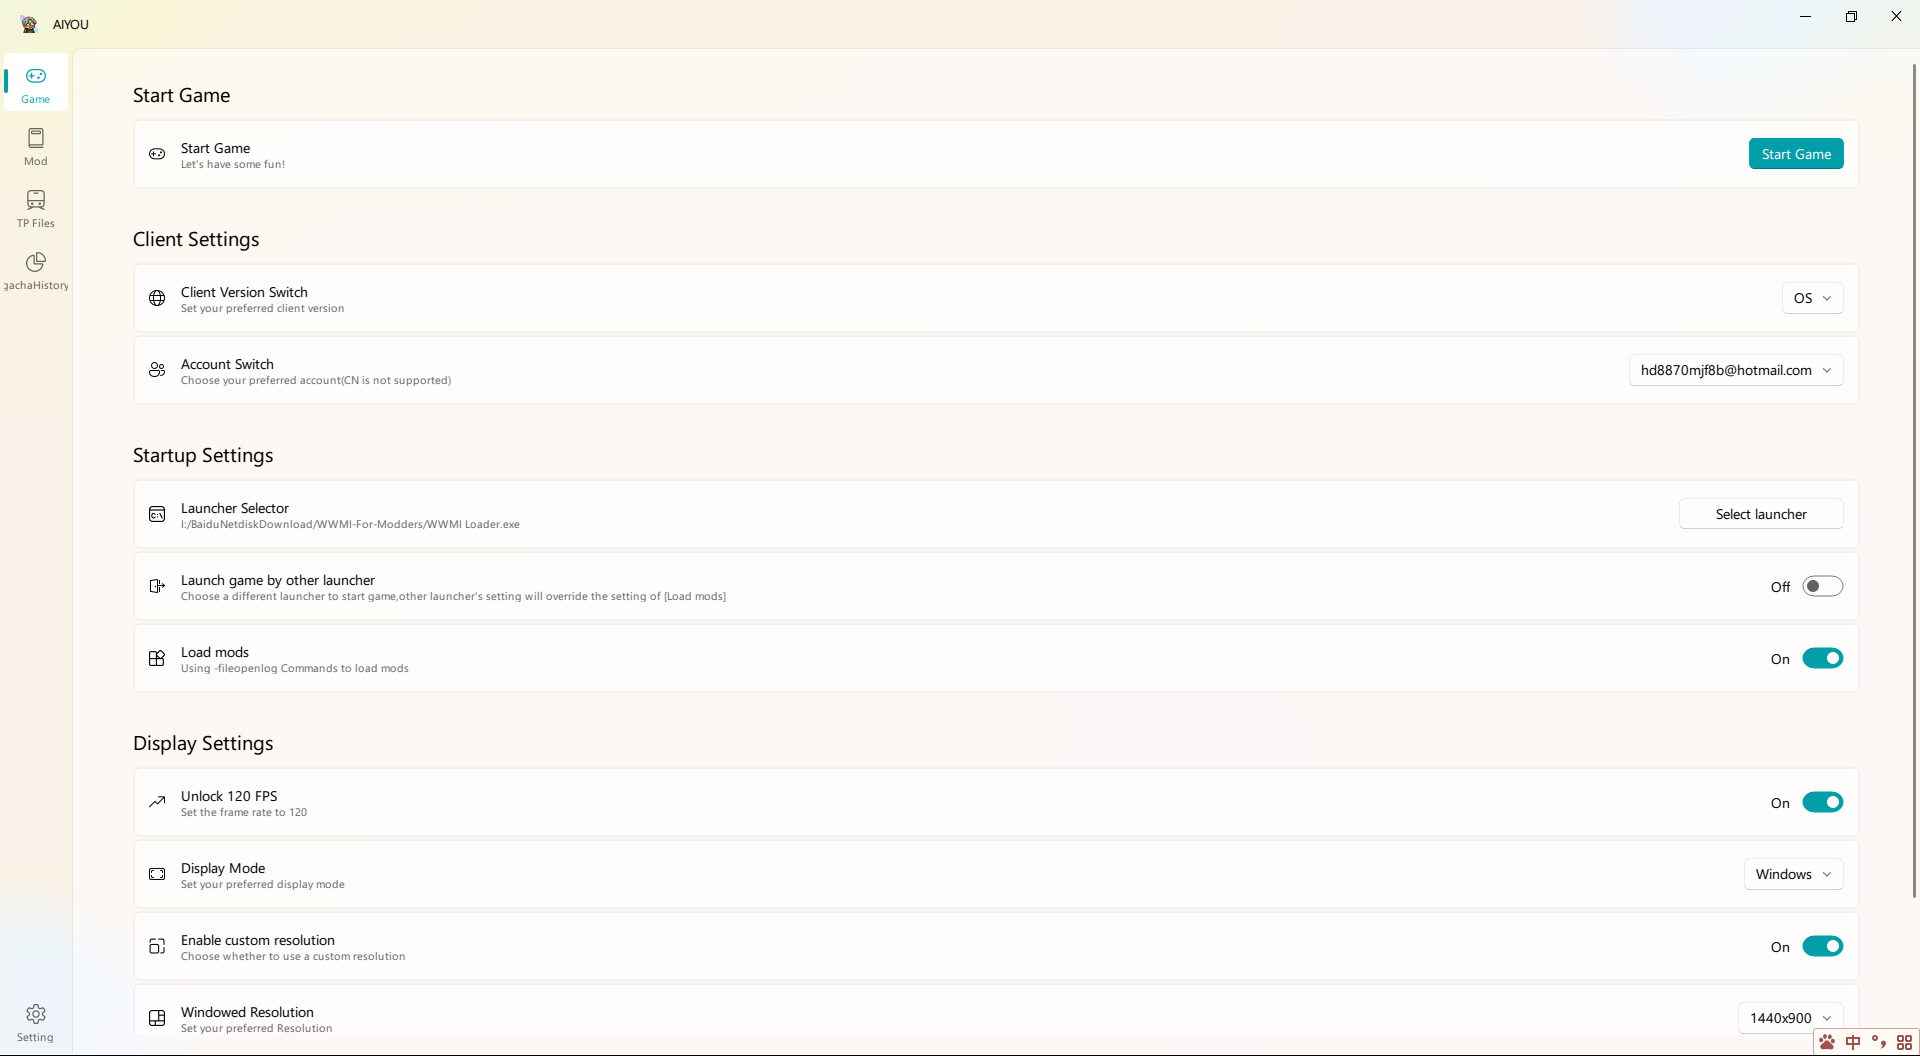 AIYOU
Game
Mod
TP Files
gachaHistory
Setting
Start Game
Start Game
Let's have some fun!
Start Game
Client Settings
Client Version Switch
Set your preferred client version
OS
Account Switch
Choose your preferred account(CN is not supported)
hd8870mjf8b@hotmail.com
Startup Settings
Launcher Selector
I:/BaiduNetdiskDownload/WWMI-For-Modders/WWMI Loader.exe
Select launcher
Launch game by other launcher
Choose a different launcher to start game,other launcher's setting will override the setting of [Load mods]
Off
Load mods
Using -fileopenlog Commands to load mods
On
Display Settings
Unlock 120 FPS
Set the frame rate to 120
On
Display Mode
Set your preferred display mode
Windows
Enable custom resolution
Choose whether to use a custom resolution
On
Windowed Resolution
Set your preferred Resolution
1440x900
中